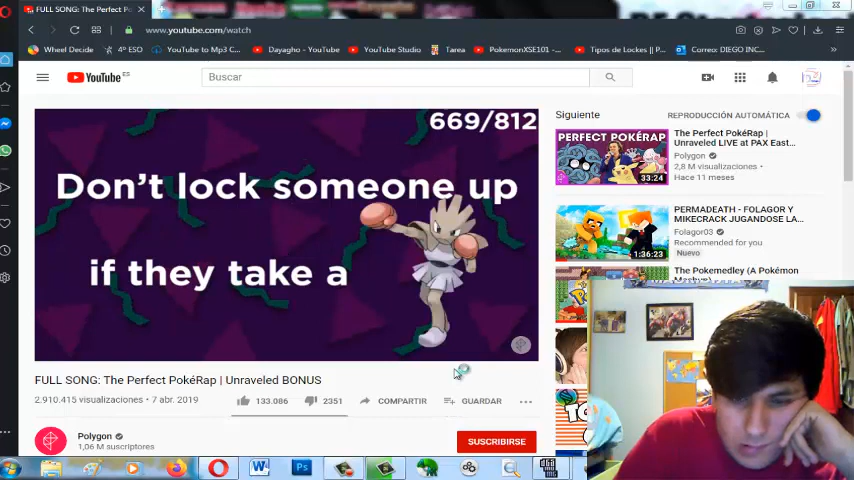 FULL SONG: The Perfect P
www.youtube.com/watch
Wheel Decide
4º ESO
YouTube to Mp3 C...
Dayagho - YouTube
YouTube Studio
Tarea
PokemonXSE101 -...
Tipos de Lockes || P...
Correo: DIEGO INC...
YouTube ES
Buscar
669/812
Don't lock someone up
if they take a
FULL SONG: The Perfect PokéRap | Unraveled BONUS
2.910.415 visualizaciones • 7 abr. 2019
133.086
2351
COMPARTIR
GUARDAR
Polygon
1,06 M suscriptores
SUSCRIBIRSE
Siguiente
REPRODUCCIÓN AUTOMÁTICA
PERFECT POKÉRAP
33:24
The Perfect PokéRap |
Unraveled LIVE at PAX East...
Polygon
2,8 M visualizaciones •
Hace 11 meses
1:36:23
PERMADEATH - FOLAGOR Y
MIKECRACK JUGANDOSE LA...
Folagor03
Recommended for you
Nuevo
The Pokemedley (A Pokémon